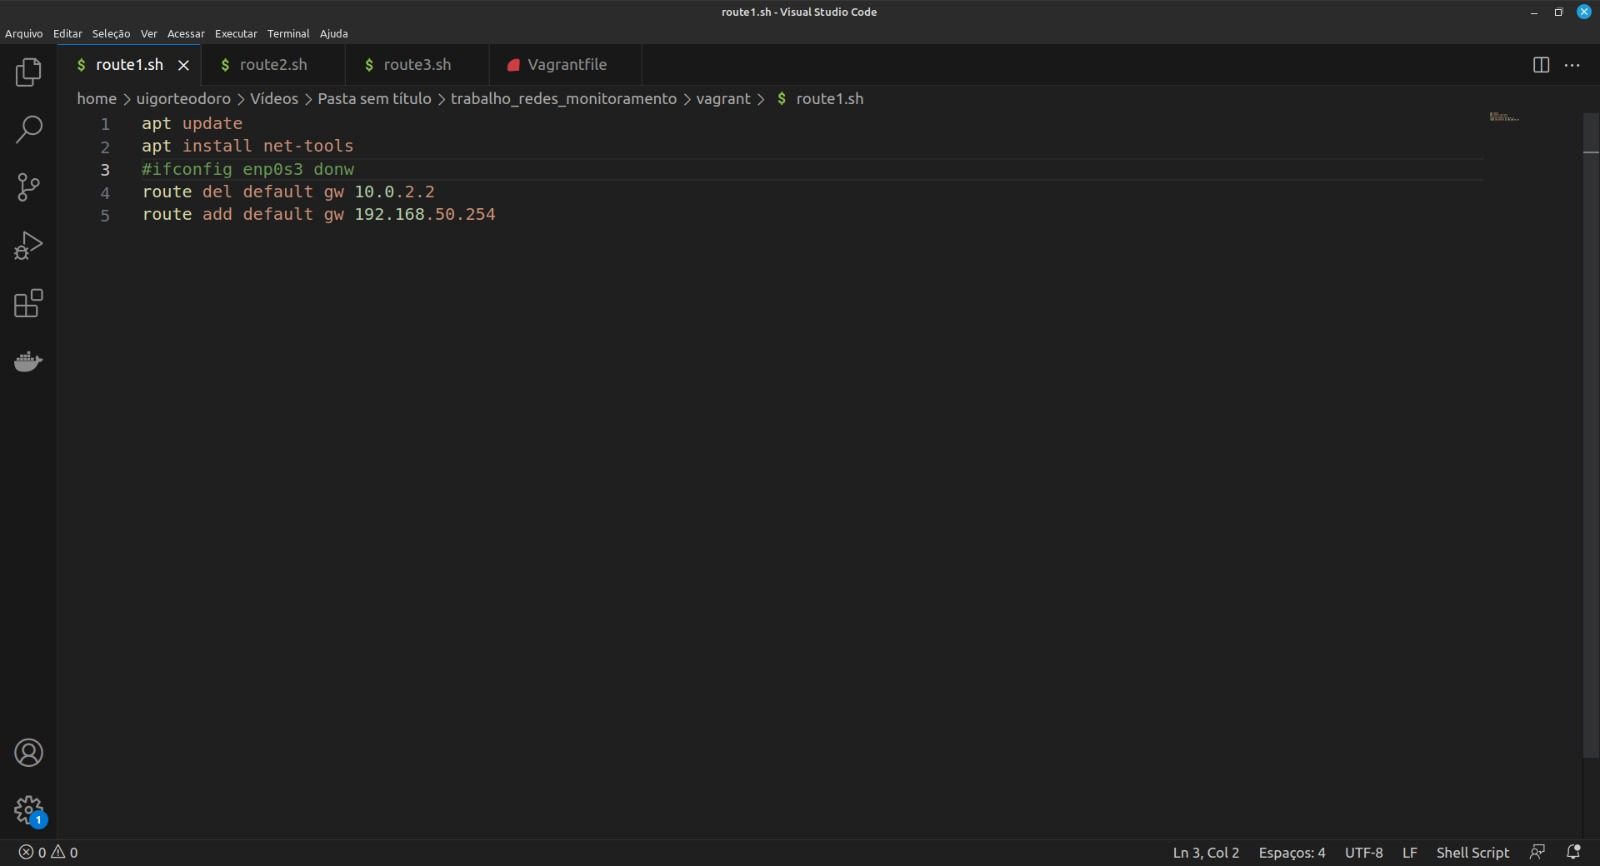 route1.sh - Visual Studio Code
Arquivo Editar Seleção Ver Acessar Executar Terminal Ajuda
$ route1.sh $ route2.sh $ route3.sh Vagrantfile
home > uigorteodoro > Vídeos > Pasta sem título > trabalho_redes_monitoramento > vagrant > $ route1.sh
1 apt update
2 apt install net-tools
3 #ifconfig enp0s3 donw
4 route del default gw 10.0.2.2
5 route add default gw 192.168.50.254
1
0 0 Ln 3, Col 2 Espaços: 4 UTF-8 LF Shell Script